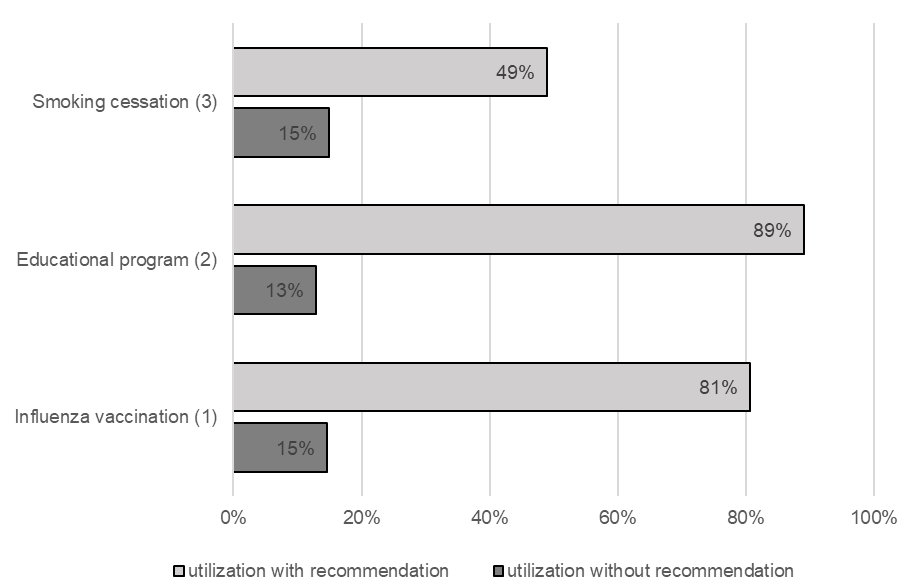 49%
Smoking cessation (3)
15%
89%
Educational program (2)
13%
81%
Influenza vaccination (1)
15%
0% 20% 40% 60% 80% 100%
utilization with recommendation utilization without recommendation